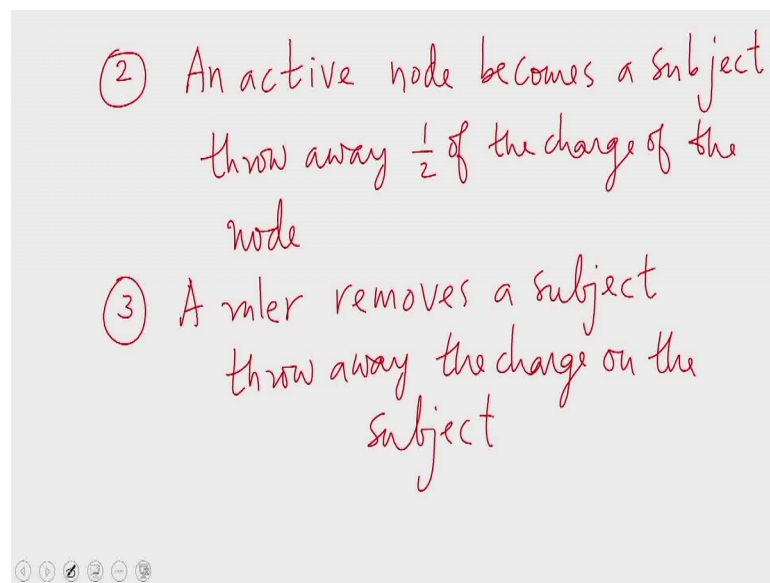 ② An active node becomes a subject
throw away 1/2 of the charge of the
node
③ A ruler removes a subject
throw away the charge on the
subject